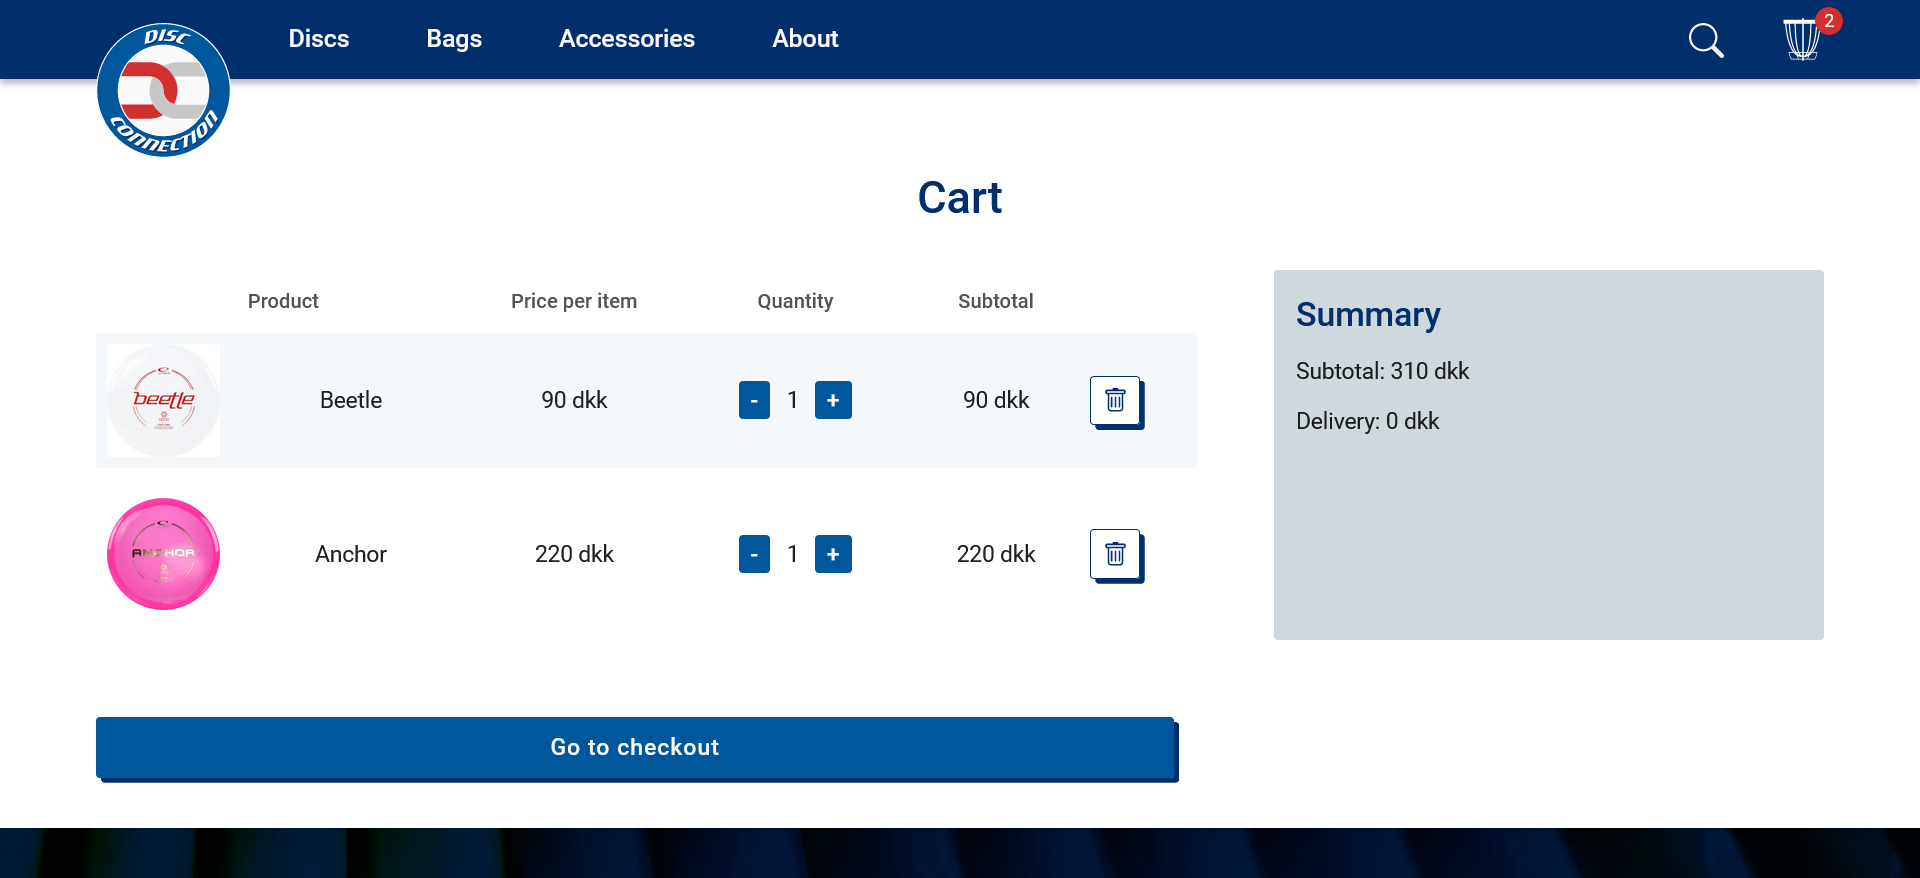 Discs Bags Accessories About 2
DISC
CONNECTION
Cart
Product Price per item Quantity Subtotal
beetle
Beetle 90 dkk - 1 + 90 dkk
ANCHOR
Anchor 220 dkk - 1 + 220 dkk
Summary
Subtotal: 310 dkk
Delivery: 0 dkk
Go to checkout